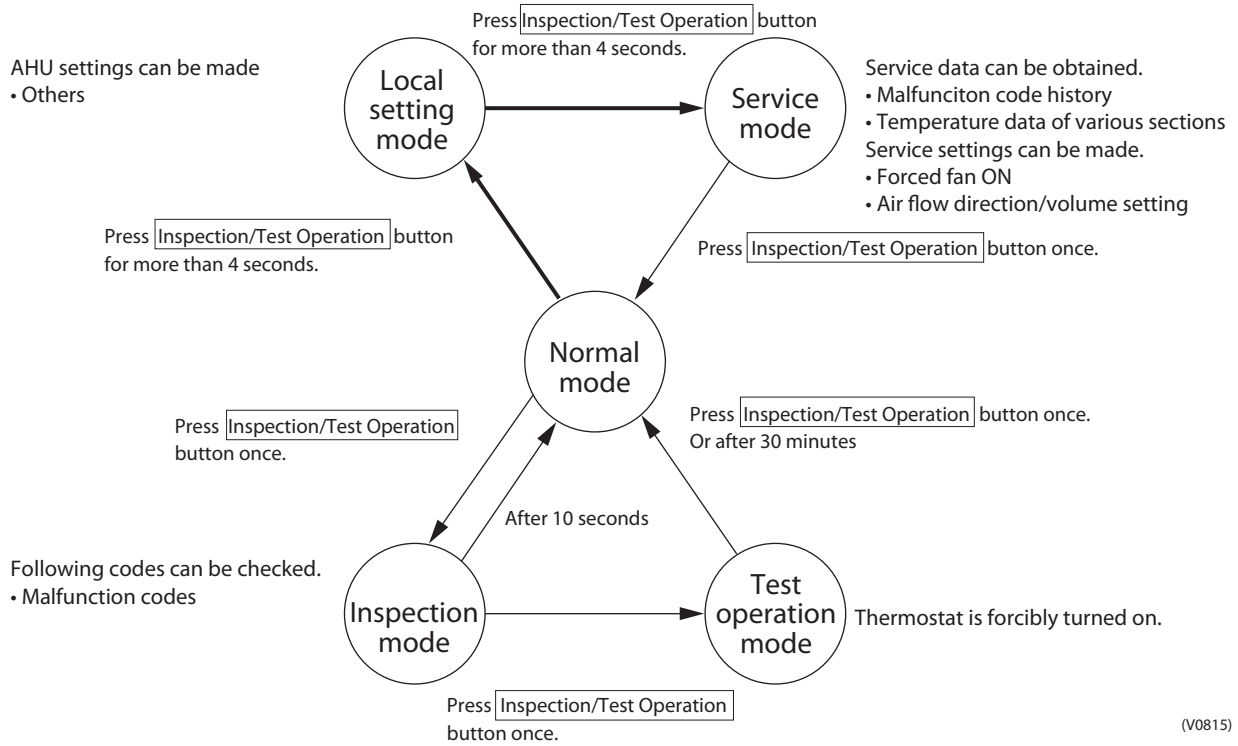 Press Inspection/Test Operation button
for more than 4 seconds.
AHU settings can be made
• Others
Local
setting
mode
Service
mode
Service data can be obtained.
• Malfunciton code history
• Temperature data of various sections
Service settings can be made.
• Forced fan ON
• Air flow direction/volume setting
Press Inspection/Test Operation button
for more than 4 seconds.
Press Inspection/Test Operation button once.
Normal
mode
Press Inspection/Test Operation
button once.
Press Inspection/Test Operation button once.
Or after 30 minutes
After 10 seconds
Following codes can be checked.
• Malfunction codes
Inspection
mode
Test
operation
mode
Thermostat is forcibly turned on.
Press Inspection/Test Operation
button once.
(V0815)